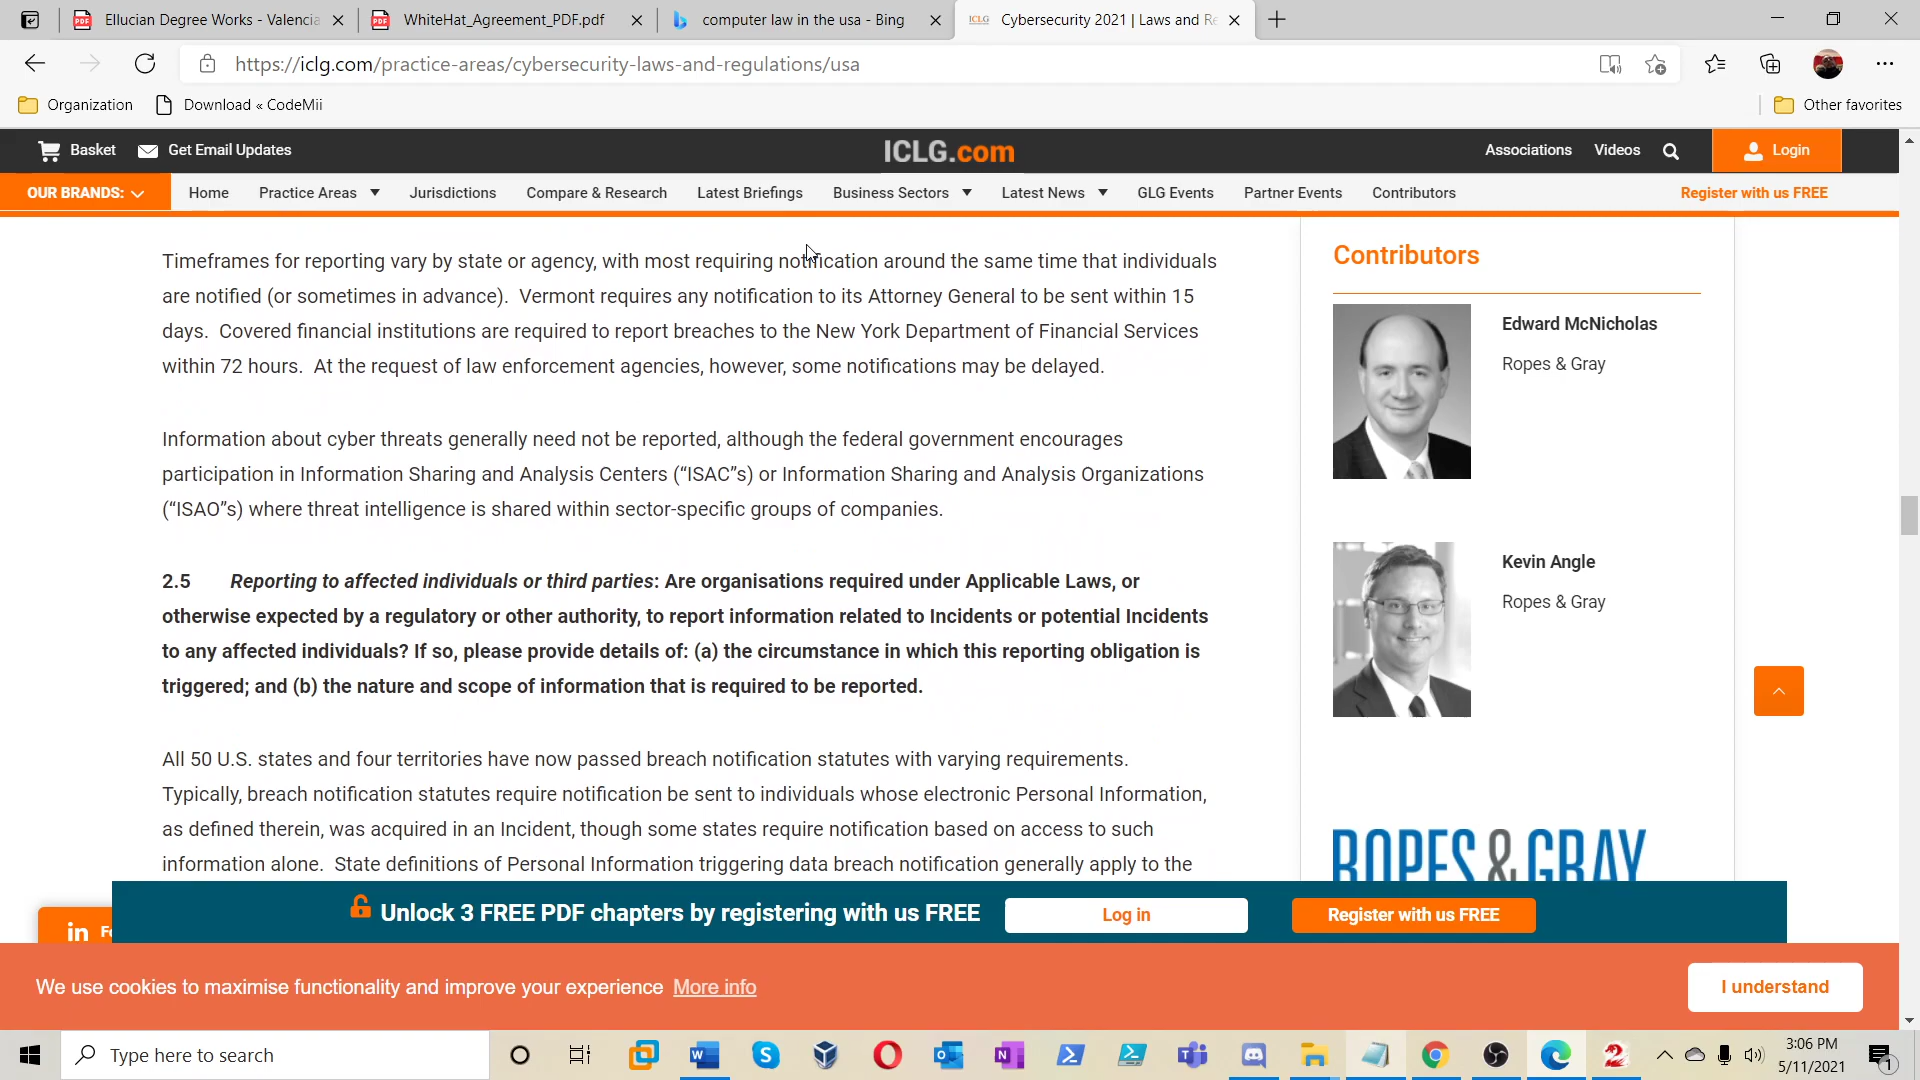 Ellucian Degree Works - Valencia
WhiteHat_Agreement_PDF.pdf
computer law in the usa - Bing
ICLG
Cybersecurity 2021 | Laws and Re
https://iclg.com/practice-areas/cybersecurity-laws-and-regulations/usa
Organization
Download « CodeMii
Other favorites
Basket
Get Email Updates
ICLG.com
Associations
Videos
Login
OUR BRANDS:
Home
Practice Areas
Jurisdictions
Compare & Research
Latest Briefings
Business Sectors
Latest News
GLG Events
Partner Events
Contributors
Register with us FREE
Timeframes for reporting vary by state or agency, with most requiring notification around the same time that individuals
are notified (or sometimes in advance). Vermont requires any notification to its Attorney General to be sent within 15
days. Covered financial institutions are required to report breaches to the New York Department of Financial Services
within 72 hours. At the request of law enforcement agencies, however, some notifications may be delayed.
Information about cyber threats generally need not be reported, although the federal government encourages
participation in Information Sharing and Analysis Centers (“ISAC”s) or Information Sharing and Analysis Organizations
(“ISAO”s) where threat intelligence is shared within sector-specific groups of companies.
2.5 Reporting to affected individuals or third parties: Are organisations required under Applicable Laws, or
otherwise expected by a regulatory or other authority, to report information related to Incidents or potential Incidents
to any affected individuals? If so, please provide details of: (a) the circumstance in which this reporting obligation is
triggered; and (b) the nature and scope of information that is required to be reported.
All 50 U.S. states and four territories have now passed breach notification statutes with varying requirements.
Typically, breach notification statutes require notification be sent to individuals whose electronic Personal Information,
as defined therein, was acquired in an Incident, though some states require notification based on access to such
information alone. State definitions of Personal Information triggering data breach notification generally apply to the
Contributors
Edward McNicholas
Ropes & Gray
Kevin Angle
Ropes & Gray
ROPES & GRAY
in
Unlock 3 FREE PDF chapters by registering with us FREE
Log in
Register with us FREE
We use cookies to maximise functionality and improve your experience More info
I understand
Type here to search
3:06 PM
5/11/2021
1